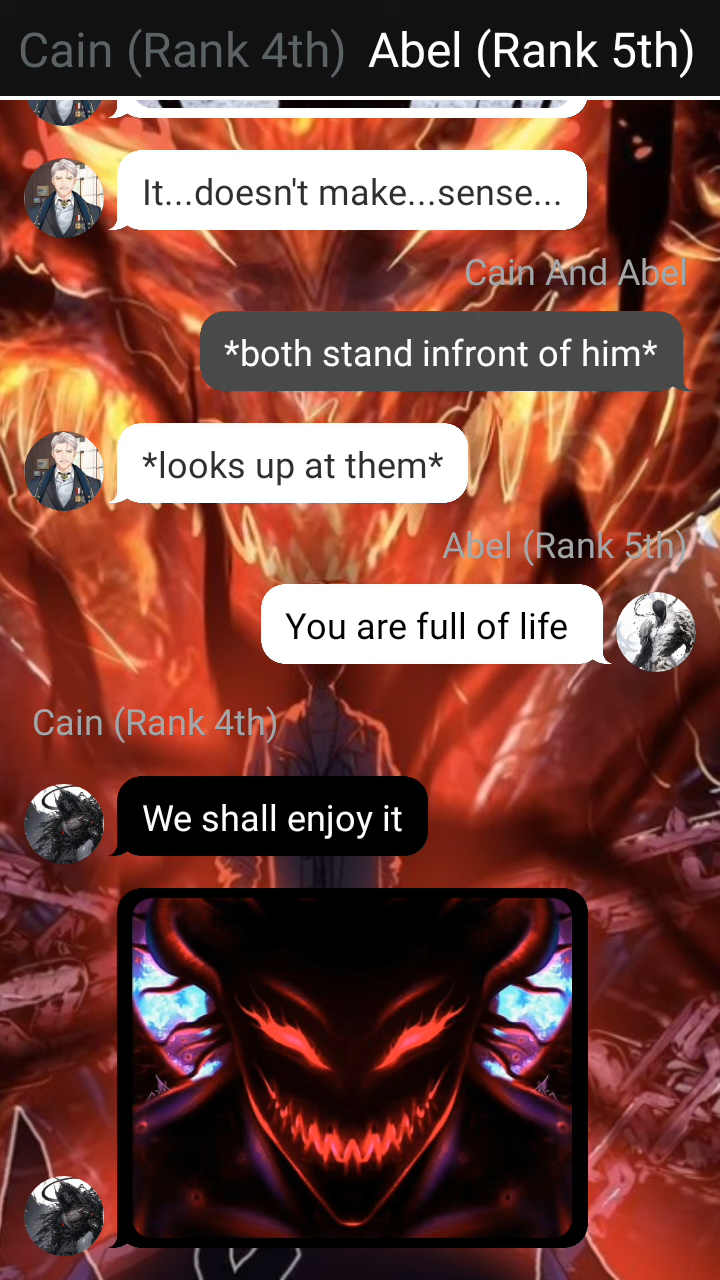 Cain (Rank 4th) Abel (Rank 5th)
It...doesn't make...sense...
Cain And Abel
*both stand infront of him*
*looks up at them*
Abel (Rank 5th)
You are full of life
Cain (Rank 4th)
We shall enjoy it